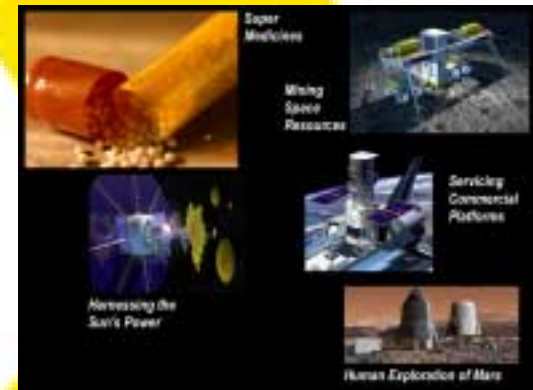 Super
Medicines
Mining
Space
Resources
Servicing
Commercial
Platforms
Harnessing the
Sun's Power
Human Exploration of Mars